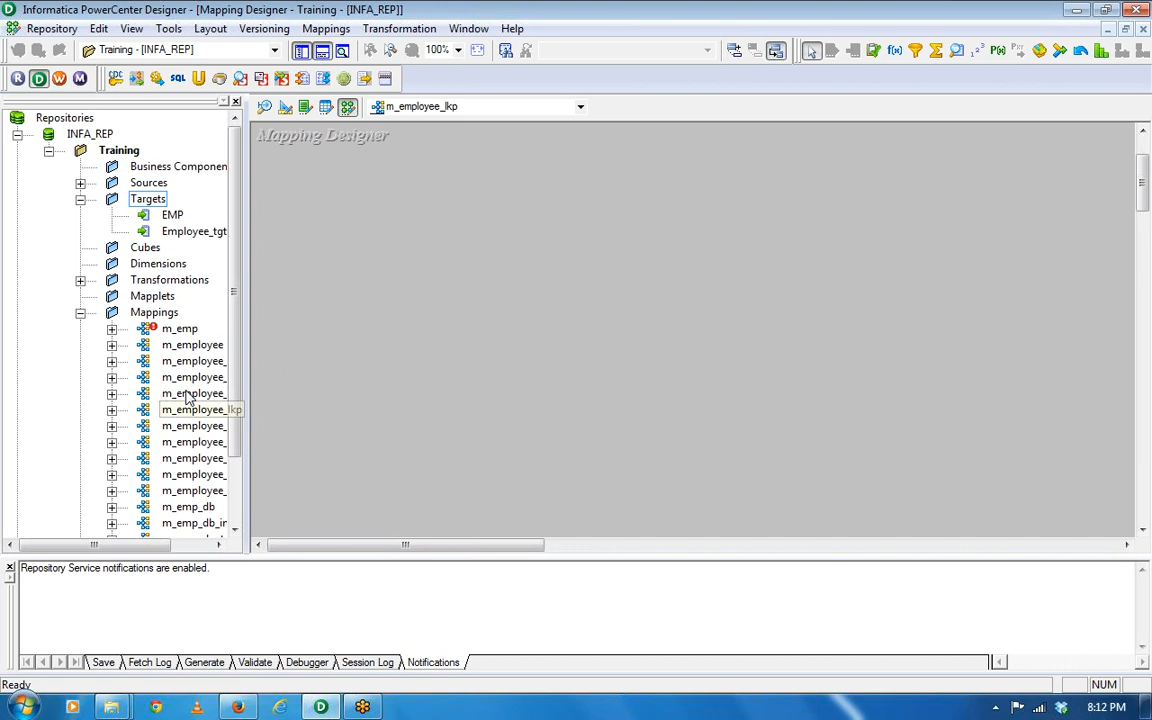 Informatica PowerCenter Designer - [Mapping Designer - Training - [INFA_REP]]
Repository Edit View Tools Layout Versioning Mappings Transformation Window Help
Training - [INFA_REP] 100%
R D W M CDC SQL
m_employee_lkp
Mapping Designer
Repositories
INFA_REP
Training
Business Componen
Sources
Targets
EMP
Employee_tgt
Cubes
Dimensions
Transformations
Mapplets
Mappings
m_emp
m_employee
m_employee_
m_employee_
m_employee_
m_employee_lkp
m_employee_
m_employee_
m_employee_
m_employee_
m_employee_
m_emp_db
m_emp_db_ir
Repository Service notifications are enabled.
Save Fetch Log Generate Validate Debugger Session Log Notifications
Ready NUM
8:12 PM